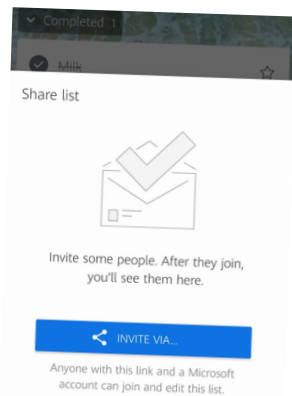 Completed 1
Milk
Share list
Invite some people. After they join,
you'll see them here.
INVITE VIA...
Anyone with this link and a Microsoft
account can join and edit this list.